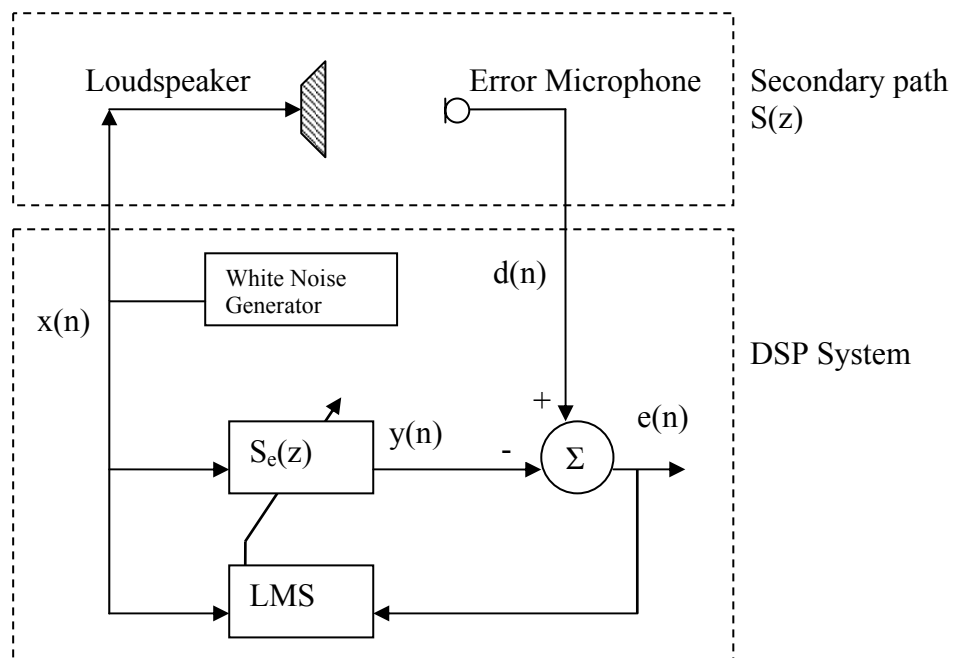 Loudspeaker
Error Microphone
Secondary path
S(z)
White Noise
Generator
d(n)
x(n)
DSP System
+
e(n)
Sₑ(z)
y(n)
-
Σ
LMS